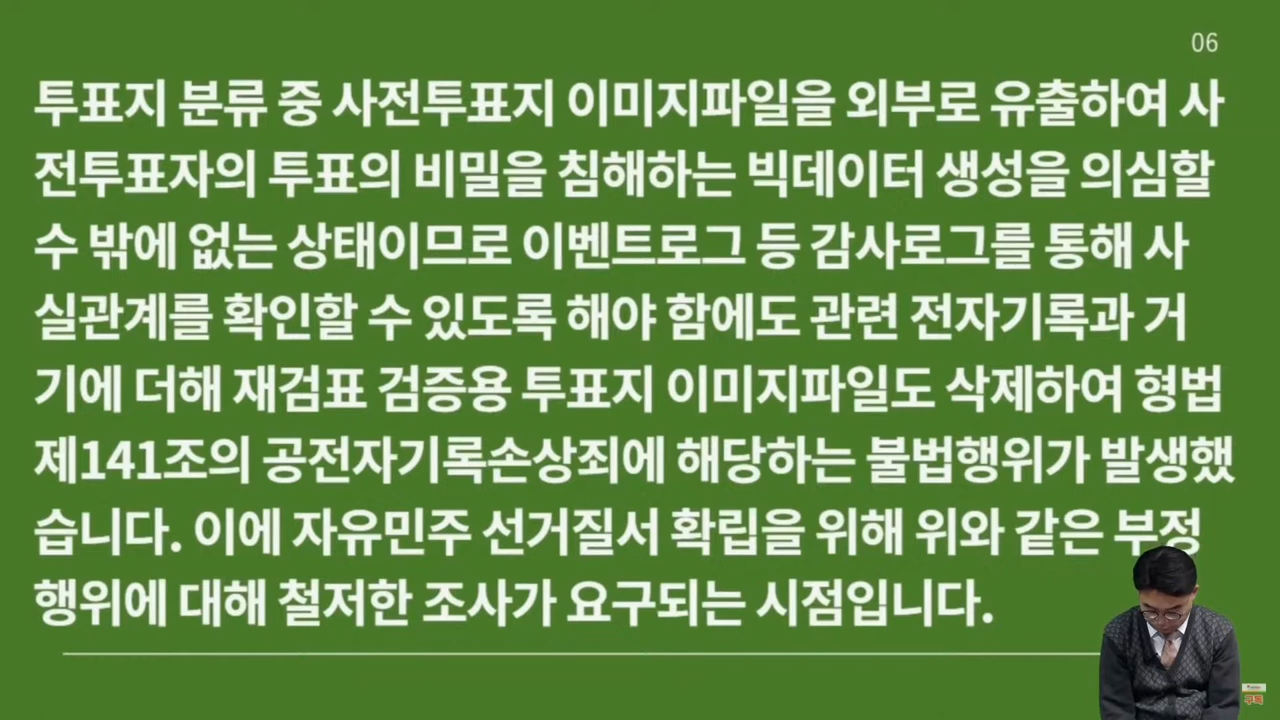 06
투표지 분류 중 사전투표지 이미지파일을 외부로 유출하여 사
전투표자의 투표의 비밀을 침해하는 빅데이터 생성을 의심할
수 밖에 없는 상태이므로 이벤트로그 등 감사로그를 통해 사
실관계를 확인할 수 있도록 해야 함에도 관련 전자기록과 거
기에 더해 재검표 검증용 투표지 이미지파일도 삭제하여 형법
제141조의 공전자기록손상죄에 해당하는 불법행위가 발생했
습니다. 이에 자유민주 선거질서 확립을 위해 위와 같은 부정
행위에 대해 철저한 조사가 요구되는 시점입니다.
구독